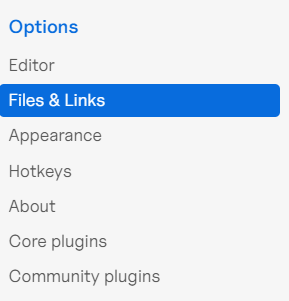 Options
Editor
Files & Links
Appearance
Hotkeys
About
Core plugins
Community plugins